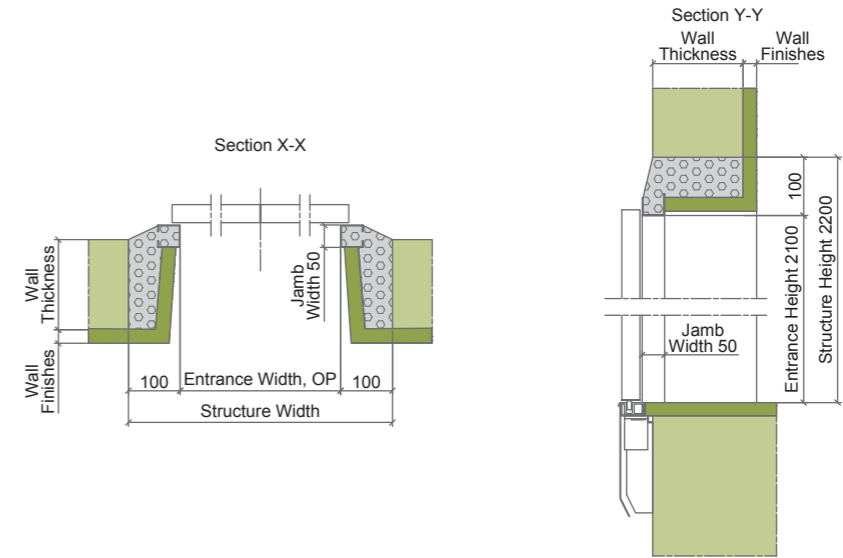 Section X-X
Wall
Thickness
Wall
Finishes
Jamb
Width 50
100
Entrance Width, OP
100
Structure Width
Section Y-Y
Wall
Thickness
Wall
Finishes
100
Entrance Height 2100
Structure Height 2200
Jamb
Width 50